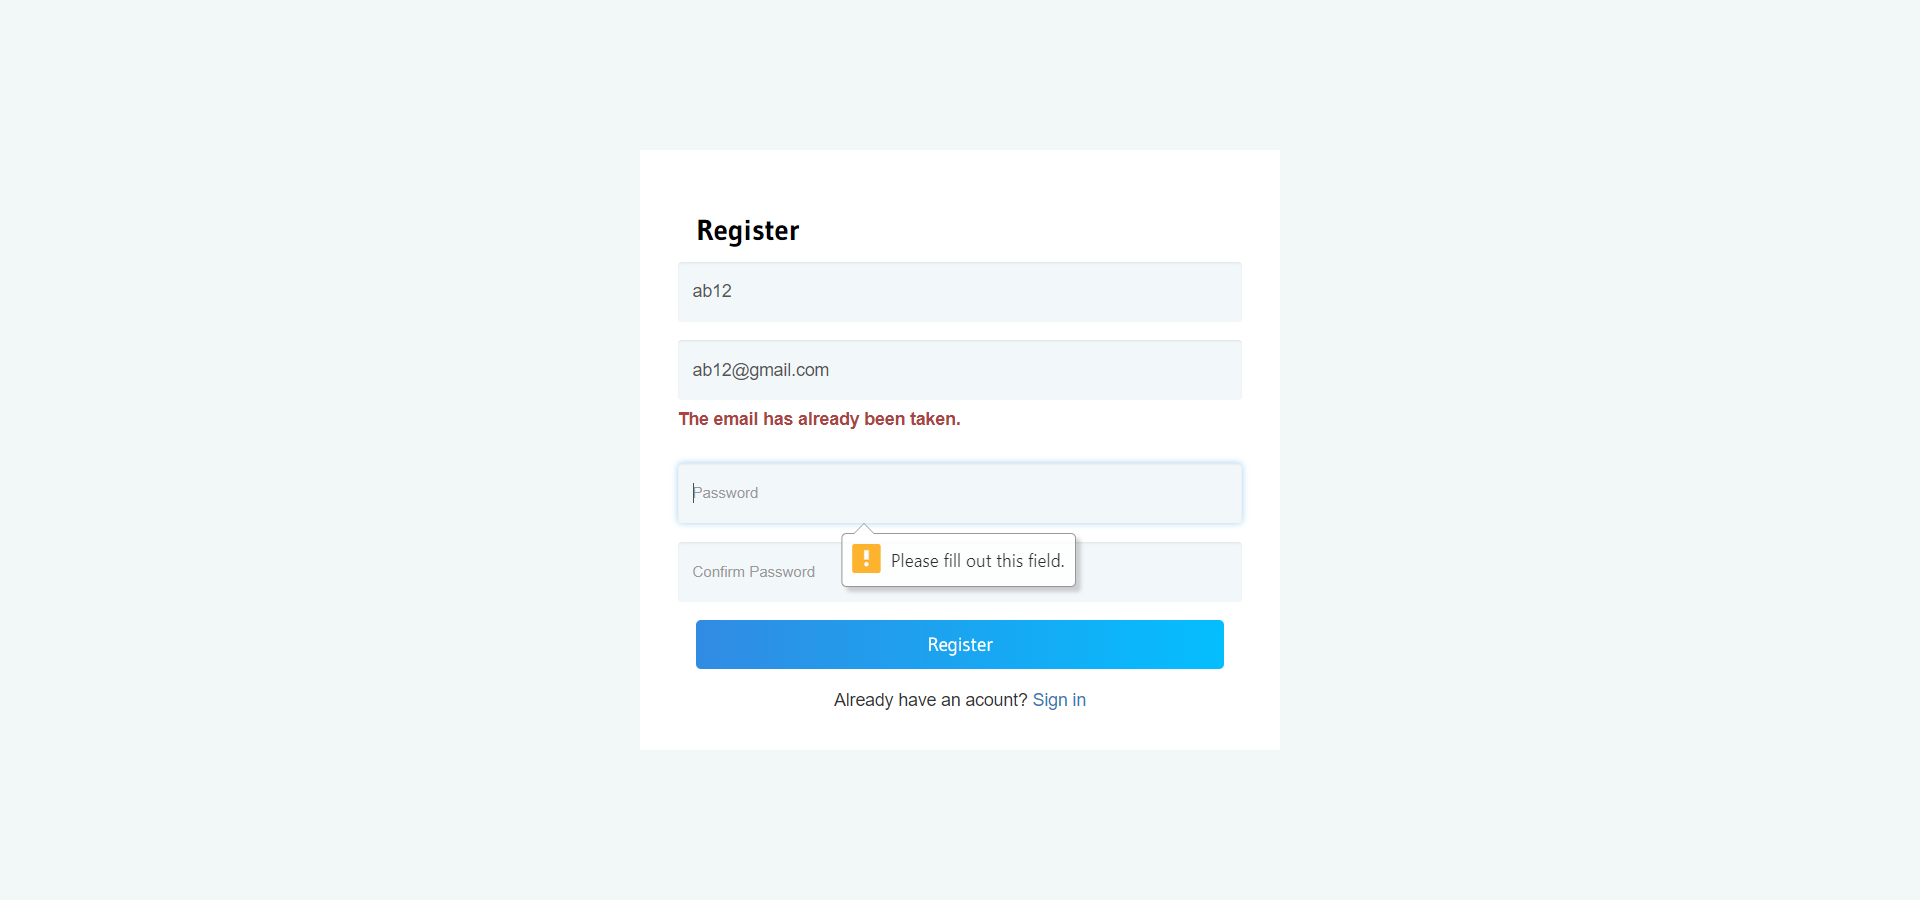 Register
ab12
ab12@gmail.com
The email has already been taken.
Password
Please fill out this field.
Confirm Password
Register
Already have an acount? Sign in